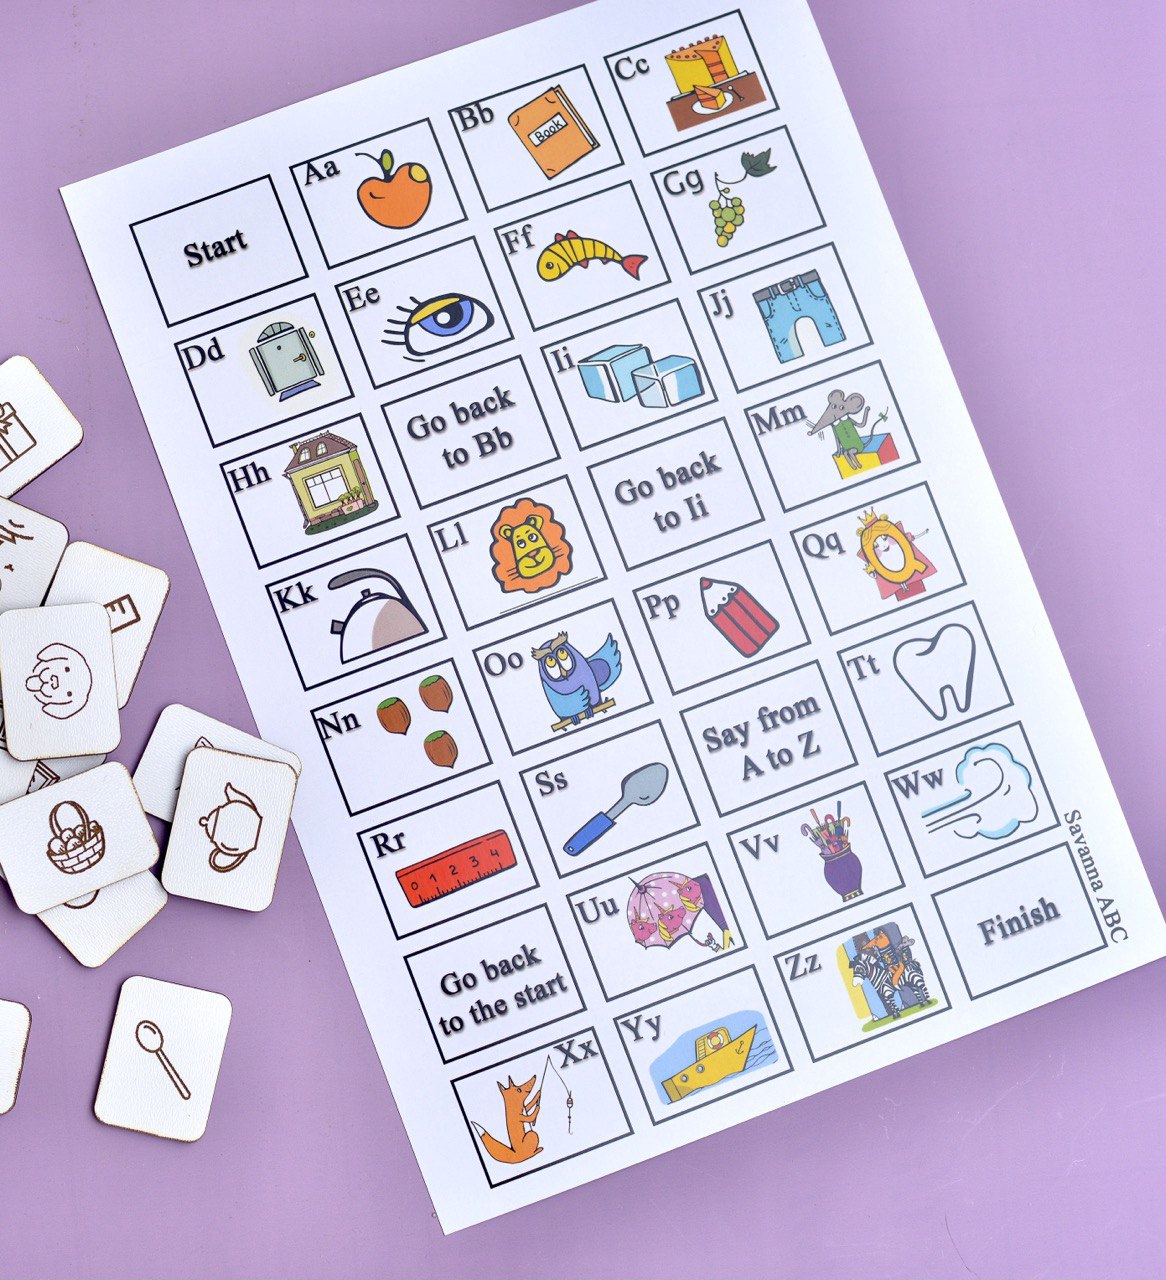 Start
Aa
Bb
Book
Cc
Dd
Ee
Ff
Gg
Hh
Go back
to Bb
Ii
Jj
Kk
Ll
Go back
to Ii
Mm
Nn
Oo
Pp
Qq
Q
Rr
0 1 2 3 4
Ss
Say from
A to Z
Tt
Go back
to the start
Uu
Vv
Ww
Xx
Yy
Zz
Finish
Savanna ABC